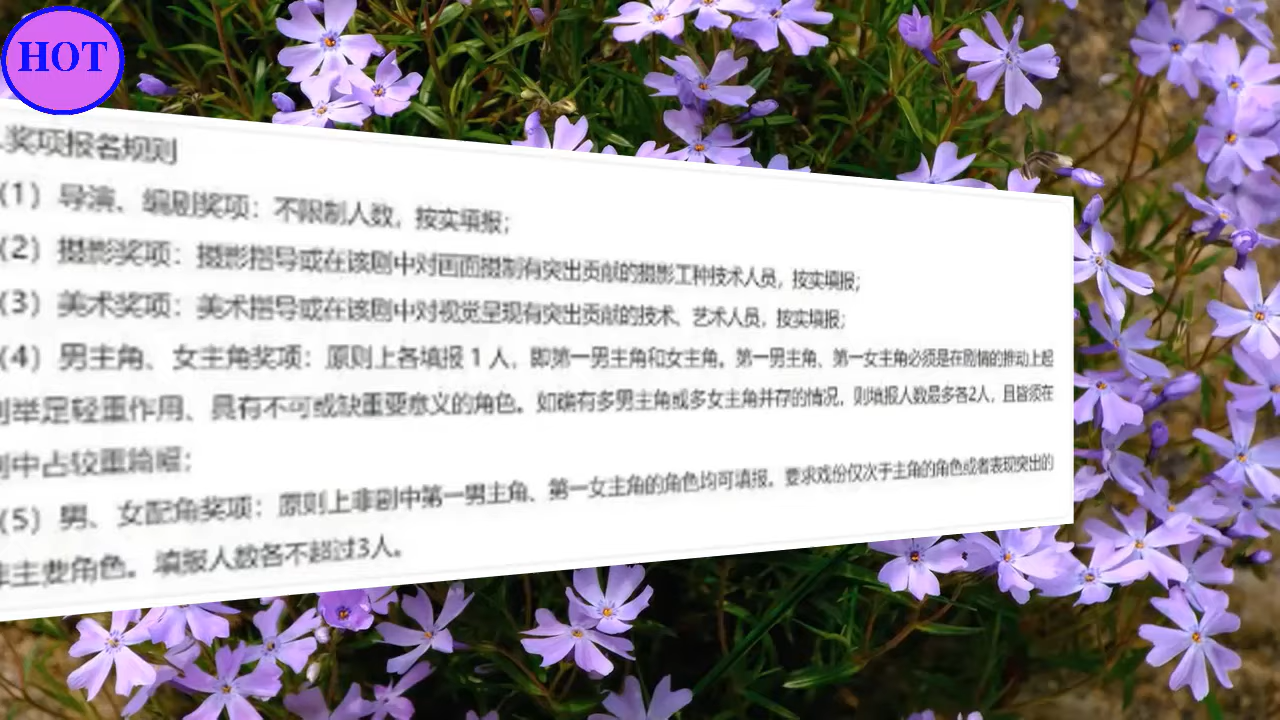 HOT
奖项报名规则
(1) 导演、编剧奖项：不限制人数，按实填报；
(2) 摄影奖项：摄影指导或在该剧中对画面摄制有突出贡献的摄影工种技术人员，按实填报；
(3) 美术奖项：美术指导或在该剧中对视觉呈现有突出贡献的技术、艺术人员，按实填报；
(4) 男主角、女主角奖项：原则上各填报 1 人，即第一男主角和女主角。第一男主角、第一女主角必须是在剧情的推动上起
到举足轻重作用、具有不可或缺重要意义的角色。如确有多男主角或多女主角并存的情况，则填报人数最多各2人，且皆须在
剧中占较重篇幅；
(5) 男、女配角奖项：原则上非剧中第一男主角、第一女主角的角色均可填报。要求戏份仅次于主角的角色或者表现突出的
非主要角色。填报人数各不超过3人。